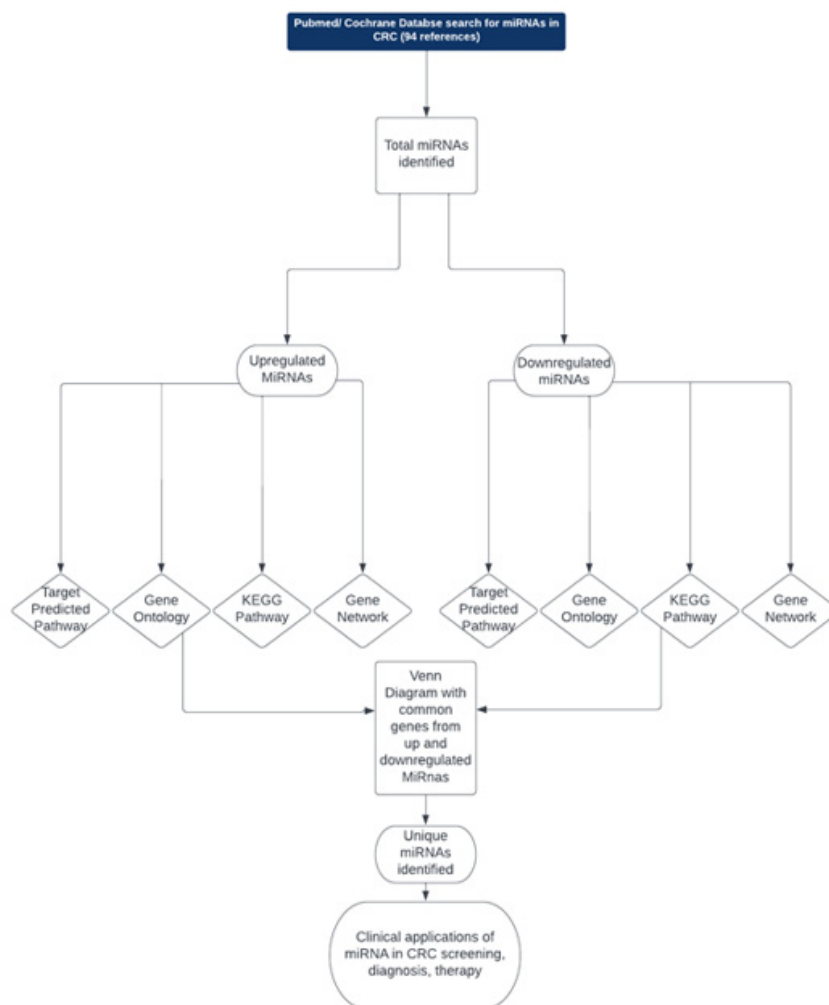 Pubmed/ Cochrane Databse search for miRNAs in
CRC (94 references)
Total miRNAs
identified
Upregulated
MiRNAs
Downregulated
miRNAs
Target
Predicted
Pathway
Gene
Ontology
KEGG
Pathway
Gene
Network
Target
Predicted
Pathway
Gene
Ontology
KEGG
Pathway
Gene
Network
Venn
Diagram with
common
genes from
up and
downregulated
MiRnas
Unique
miRNAs
identified
Clinical applications of
miRNA in CRC screening,
diagnosis, therapy